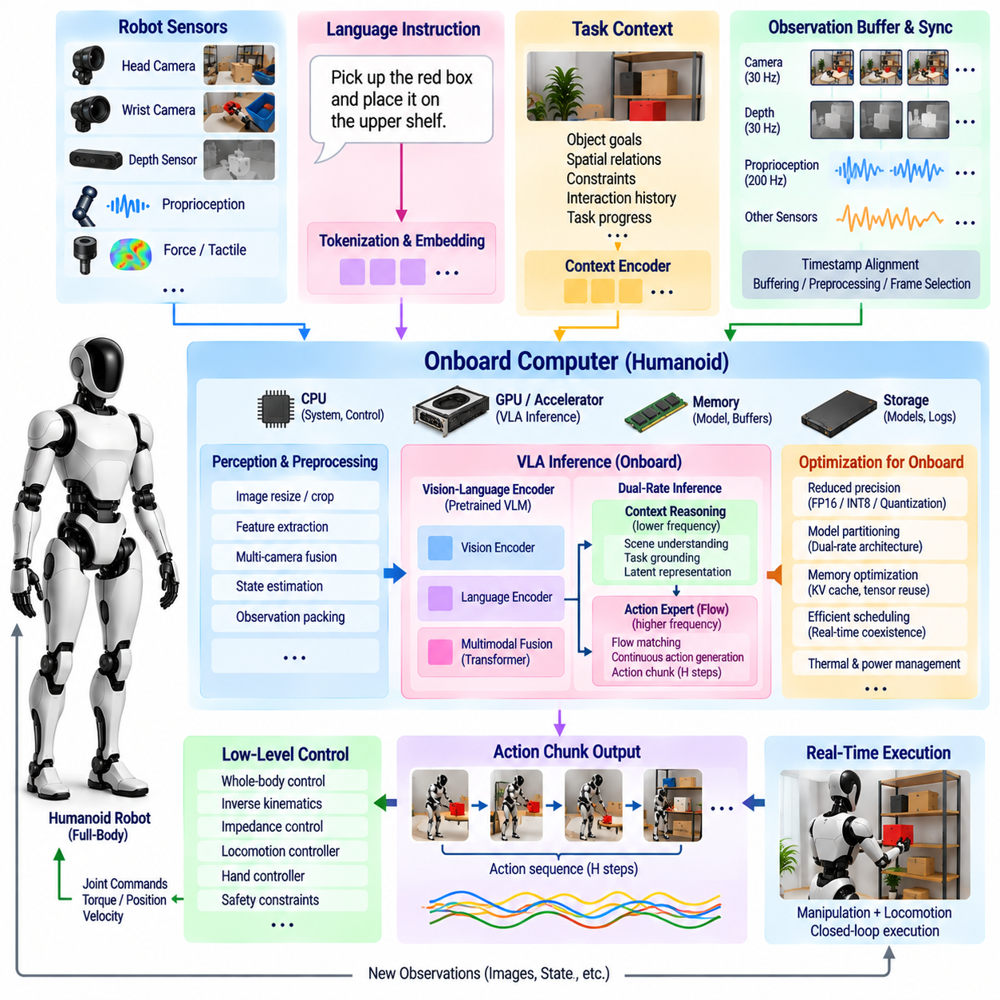 Robot Sensors
Head Camera
Wrist Camera
Depth Sensor
Proprioception
Force / Tactile
...
Language Instruction
Pick up the red box
and place it on
the upper shelf.
Tokenization & Embedding
...
Task Context
Object goals
Spatial relations
Constraints
Interaction history
Task progress
...
Context Encoder
...
Observation Buffer & Sync
Camera
(30 Hz)
...
Depth
(30 Hz)
...
Proprioception
(200 Hz)
...
Other Sensors
...
Timestamp Alignment
Buffering / Preprocessing / Frame Selection
Onboard Computer (Humanoid)
CPU
(System, Control)
GPU / Accelerator
(VLA Inference)
Memory
(Model, Buffers)
Storage
(Models, Logs)
Perception & Preprocessing
Image resize / crop
Feature extraction
Multi-camera fusion
State estimation
Observation packing
...
VLA Inference (Onboard)
Vision-Language Encoder
(Pretrained VLM)
Vision Encoder
Language Encoder
Multimodal Fusion
(Transformer)
Dual-Rate Inference
Context Reasoning
(lower frequency)
Scene understanding
Task grounding
Latent representation
Action Expert (Flow)
(higher frequency)
Flow matching
Continuous action generation
Action chunk (H steps)
Optimization for Onboard
Reduced precision
(FP16 / INT8 / Quantization)
Model partitioning
(Dual-rate architecture)
Memory optimization
(KV cache, tensor reuse)
Efficient scheduling
(Real-time coexistence)
Thermal & power management
...
Humanoid Robot
(Full-Body)
Joint Commands
Torque / Position
Velocity
Low-Level Control
Whole-body control
Inverse kinematics
Impedance control
Locomotion controller
Hand controller
Safety constraints
...
Action Chunk Output
...
Action sequence (H steps)
Real-Time Execution
Manipulation + Locomotion
Closed-loop execution
New Observations (Images, State., etc.)